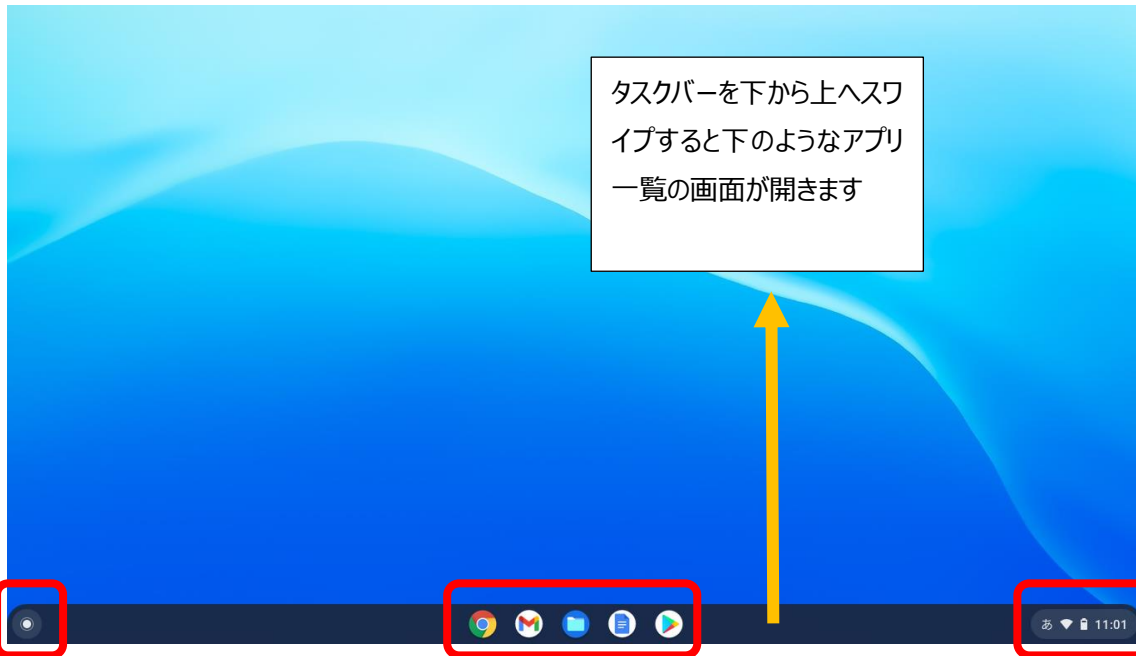 タスクバーを下から上へスワ
イプすると下のようなアプリ
一覧の画面が開きます
あ 11:01